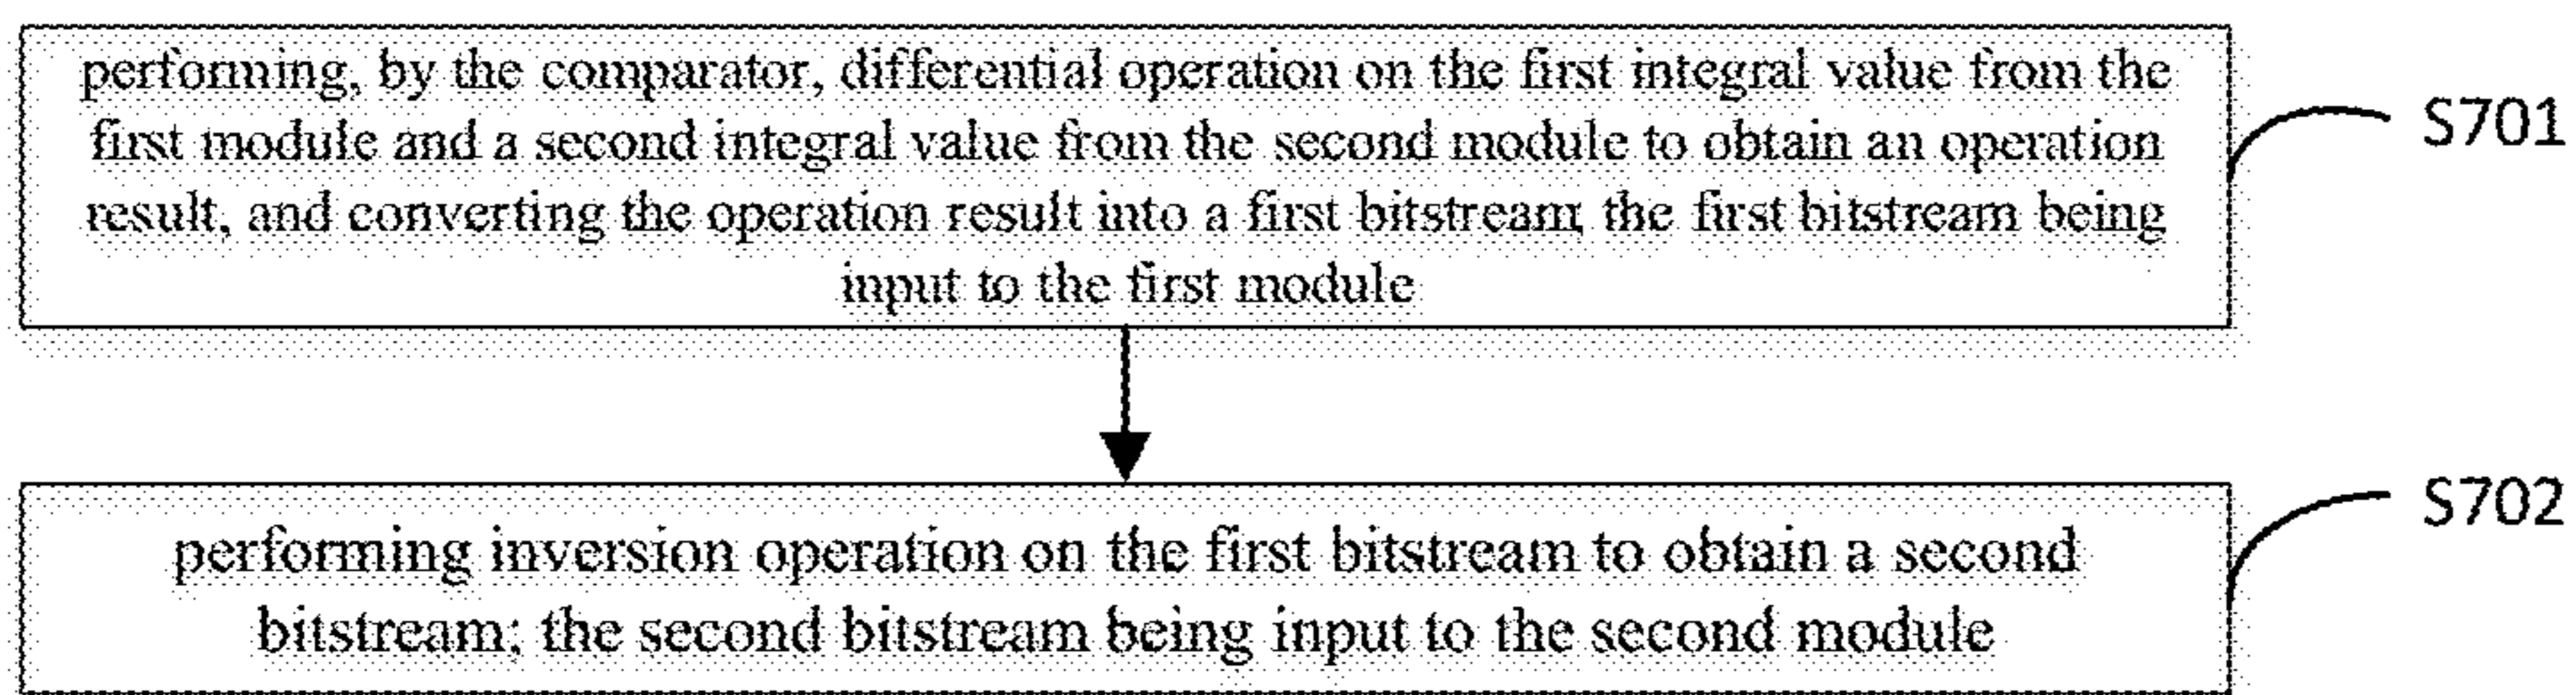 performing, by the comparator, differential operation on the first integral value from the
first module and a second integral value from the second module to obtain an operation
result, and converting the operation result into a first bitstream; the first bitstream being
input to the first module
S701
performing inversion operation on the first bitstream to obtain a second
bitstream; the second bitstream being input to the second module
S702